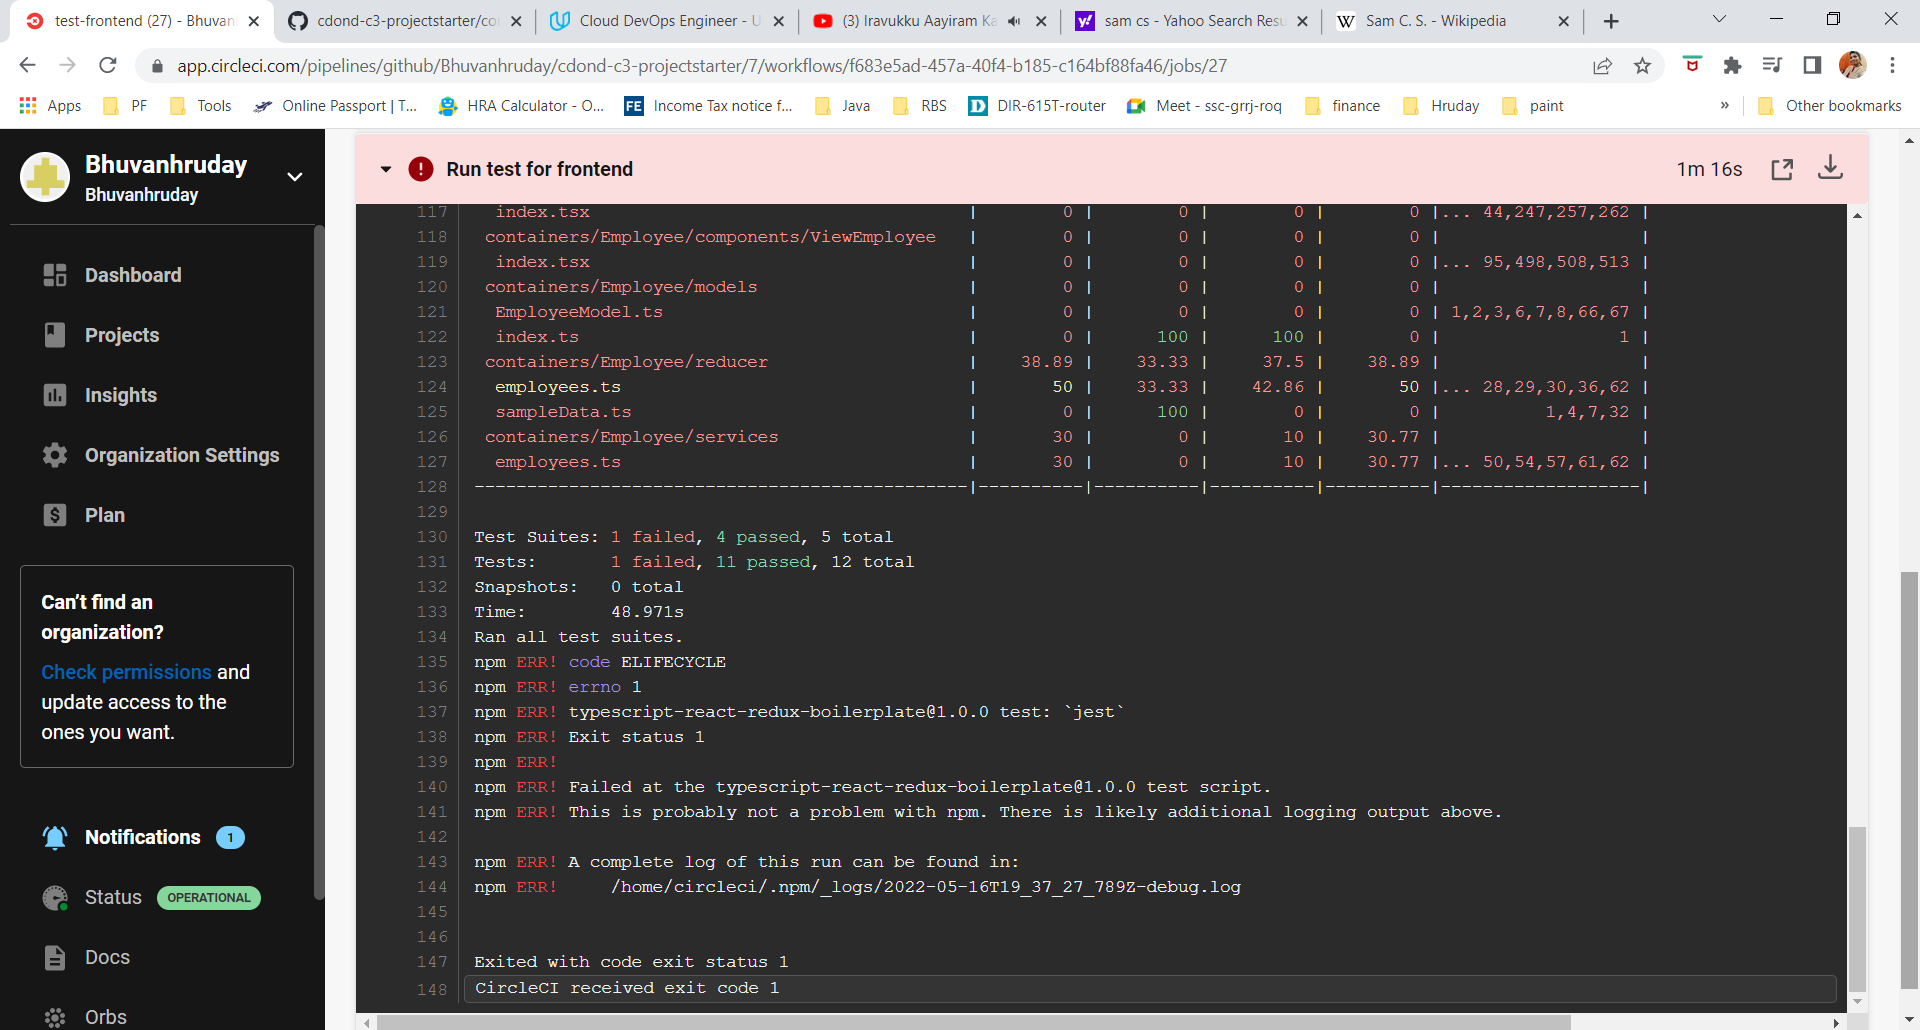 test-frontend (27) - Bhuvan
cdond-c3-projectstarter/co
Cloud DevOps Engineer - U
(3) Iravukku Aayiram Ka
sam cs - Yahoo Search Resu
Sam C. S. - Wikipedia
app.circleci.com/pipelines/github/Bhuvanhruday/cdond-c3-projectstarter/7/workflows/f683e5ad-457a-40f4-b185-c164bf88fa46/jobs/27
Apps PF Tools Online Passport | T... HRA Calculator - O... FE Income Tax notice f... Java RBS D DIR-615T-router Meet - ssc-grrj-roq finance Hruday paint » Other bookmarks
Bhuvanhruday
Bhuvanhruday
Dashboard
Projects
Insights
Organization Settings
Plan
Can't find an
organization?
Check permissions and
update access to the
ones you want.
Notifications 1
Status OPERATIONAL
Docs
Orbs
Run test for frontend 1m 16s
117 index.tsx | 0 | 0 | 0 | 0 |... 44,247,257,262 |
118 containers/Employee/components/ViewEmployee | 0 | 0 | 0 | 0 | |
119 index.tsx | 0 | 0 | 0 | 0 |... 95,498,508,513 |
120 containers/Employee/models | 0 | 0 | 0 | 0 | |
121 EmployeeModel.ts | 0 | 0 | 0 | 0 | 1,2,3,6,7,8,66,67 |
122 index.ts | 0 | 100 | 100 | 0 | 1 |
123 containers/Employee/reducer | 38.89 | 33.33 | 37.5 | 38.89 | |
124 employees.ts | 50 | 33.33 | 42.86 | 50 |... 28,29,30,36,62 |
125 sampleData.ts | 0 | 100 | 0 | 0 | 1,4,7,32 |
126 containers/Employee/services | 30 | 0 | 10 | 30.77 | |
127 employees.ts | 30 | 0 | 10 | 30.77 |... 50,54,57,61,62 |
128 -----------------------------------------------|----------|----------|----------|----------|-------------------|
129
130 Test Suites: 1 failed, 4 passed, 5 total
131 Tests: 1 failed, 11 passed, 12 total
132 Snapshots: 0 total
133 Time: 48.971s
134 Ran all test suites.
135 npm ERR! code ELIFECYCLE
136 npm ERR! errno 1
137 npm ERR! typescript-react-redux-boilerplate@1.0.0 test: `jest`
138 npm ERR! Exit status 1
139 npm ERR!
140 npm ERR! Failed at the typescript-react-redux-boilerplate@1.0.0 test script.
141 npm ERR! This is probably not a problem with npm. There is likely additional logging output above.
142
143 npm ERR! A complete log of this run can be found in:
144 npm ERR! /home/circleci/.npm/_logs/2022-05-16T19_37_27_789Z-debug.log
145
146
147 Exited with code exit status 1
148 CircleCI received exit code 1